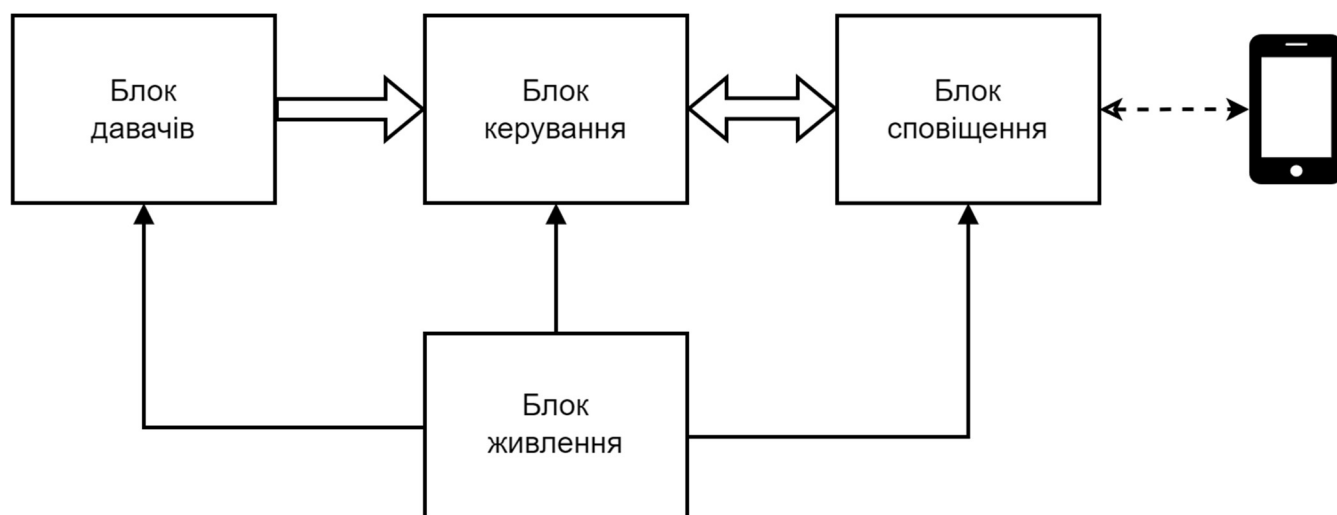 Блок
давачів
Блок
керування
Блок
сповіщення
Блок
живлення